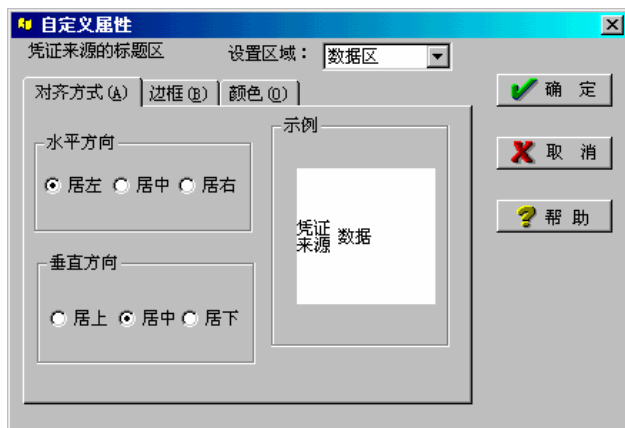 自定义属性
凭证来源的标题区 设置区域： 数据区
对齐方式(A) 边框(B) 颜色(O)
确 定
取 消
帮 助
水平方向
居左 居中 居右
垂直方向
居上 居中 居下
示例
凭证
来源 数据